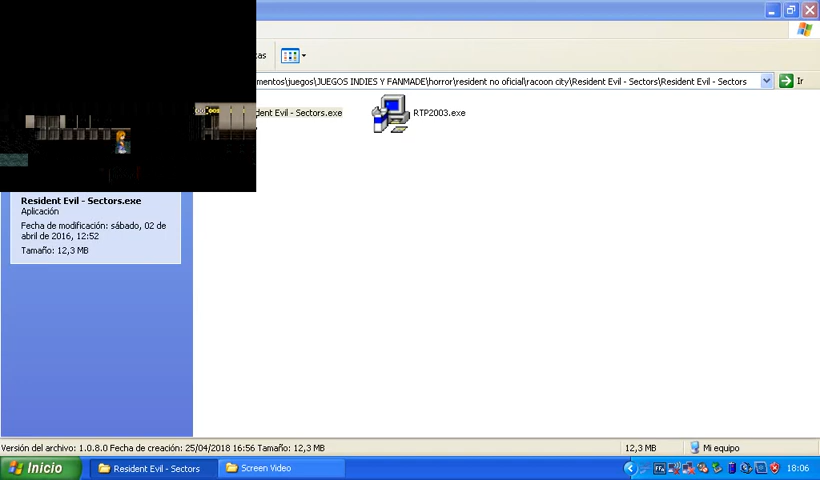 cas
mentos\juegos\JUEGOS INDIES Y FANMADE\horror\resident no oficial\racoon city\Resident Evil - Sectors\Resident Evil - Sectors
Ir
dent Evil - Sectors.exe
RTP2003.exe
Resident Evil - Sectors.exe
Aplicación
Fecha de modificación: sábado, 02 de
abril de 2016, 12:52
Tamaño: 12,3 MB
Versión del archivo: 1.0.8.0 Fecha de creación: 25/04/2018 16:56 Tamaño: 12,3 MB
12,3 MB
Mi equipo
Inicio
Resident Evil - Sectors
Screen Video
18:06